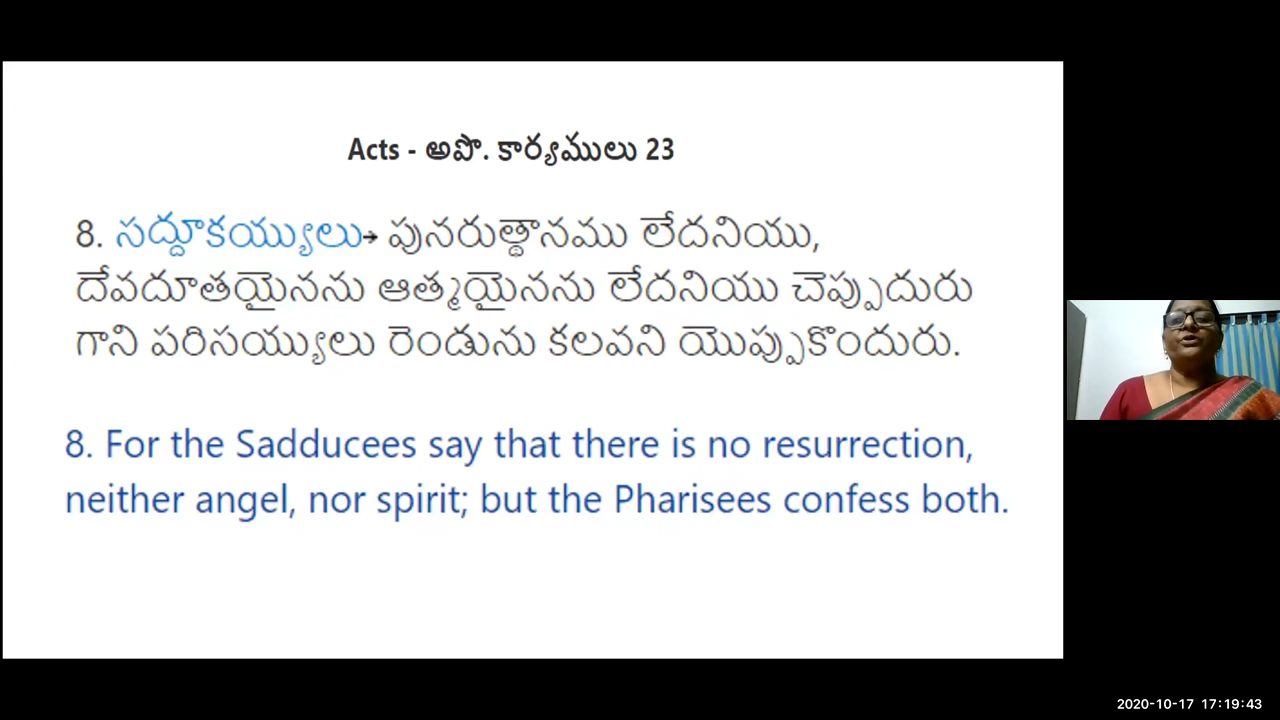 Acts - అపొ. కార్యములు 23
8. సద్దూకయ్యులు→ పునరుత్థానము లేదనియు,
దేవదూతయైనను ఆత్మయైనను లేదనియు చెప్పుదురు
గాని పరిసయ్యులు రెండును కలవని యొప్పుకొందురు.
8. For the Sadducees say that there is no resurrection,
neither angel, nor spirit; but the Pharisees confess both.
2020-10-17 17:19:43